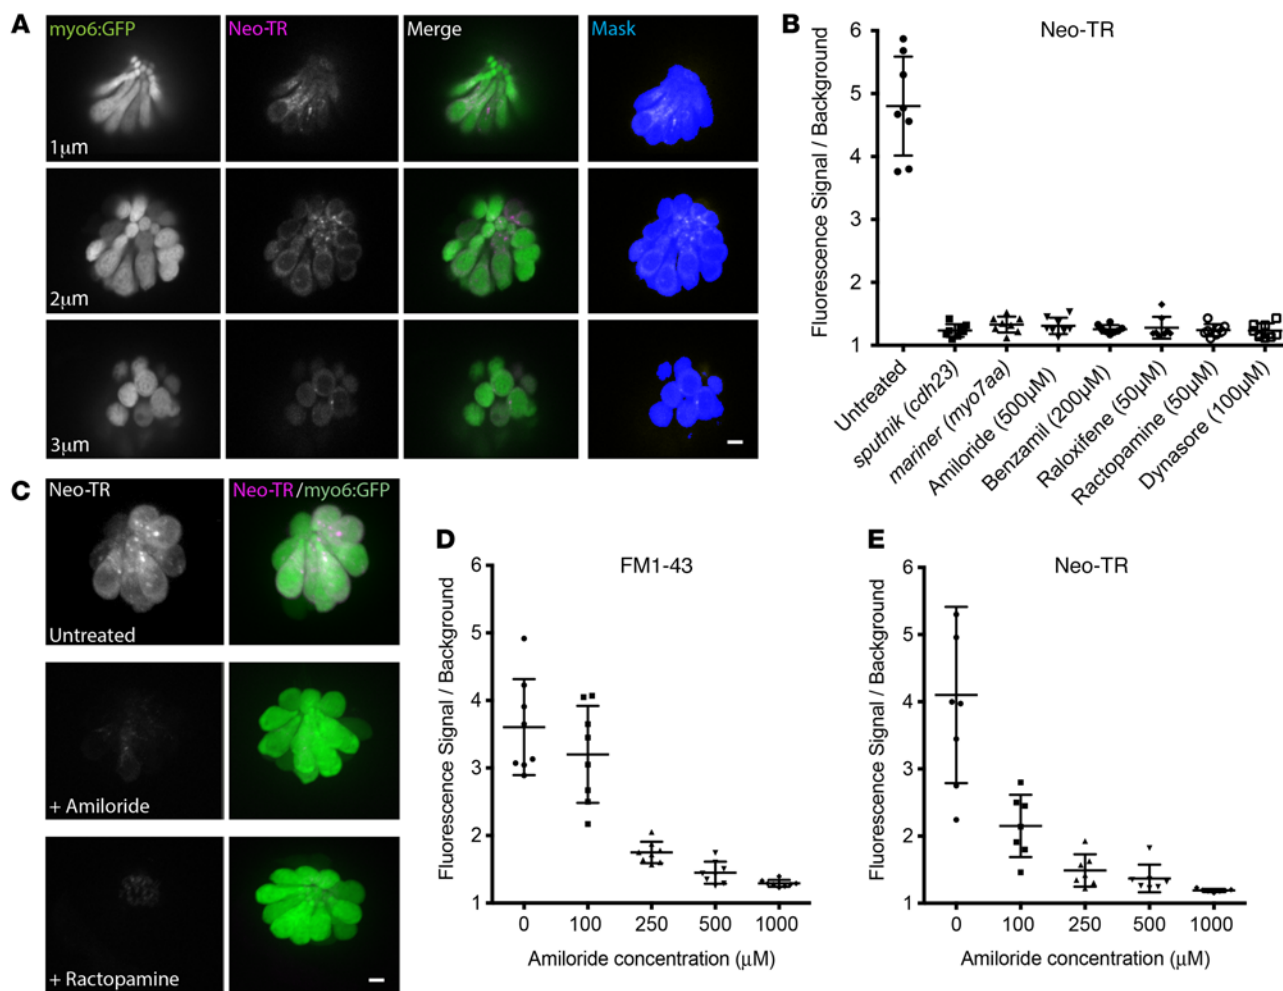 A
myo6:GFP
Neo-TR
Merge
Mask
1μm
2μm
3μm
B
Neo-TR
Fluorescence Signal / Background
6
5
4
3
2
1
Untreated
sputnik (cdh23)
mariner (myo7aa)
Amiloride (500μM)
Benzamil (200μM)
Raloxifene (50μM)
Ractopamine (50μM)
Dynasore (100μM)
C
Neo-TR
Neo-TR/myo6:GFP
Untreated
+ Amiloride
+ Ractopamine
D
FM1-43
Fluorescence Signal / Background
6
5
4
3
2
1
0 100 250 500 1000
Amiloride concentration (μM)
E
Neo-TR
Fluorescence Signal / Background
6
5
4
3
2
1
0 100 250 500 1000
Amiloride concentration (μM)